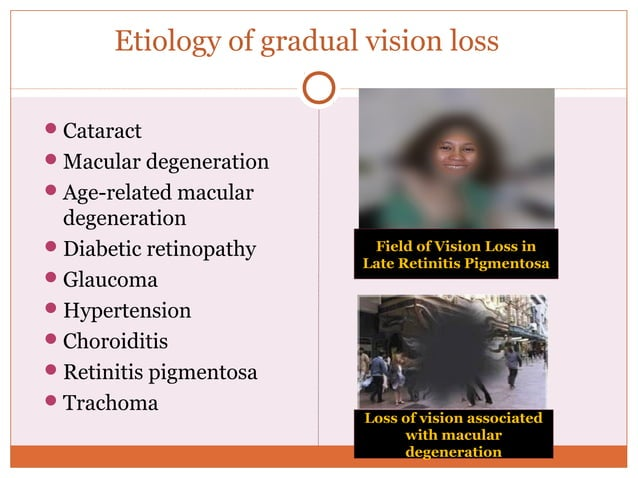 Etiology of gradual vision loss
Cataract
Macular degeneration
Age-related macular
degeneration
Diabetic retinopathy
Glaucoma
Hypertension
Choroiditis
Retinitis pigmentosa
Trachoma
Field of Vision Loss in
Late Retinitis Pigmentosa
Loss of vision associated
with macular
degeneration